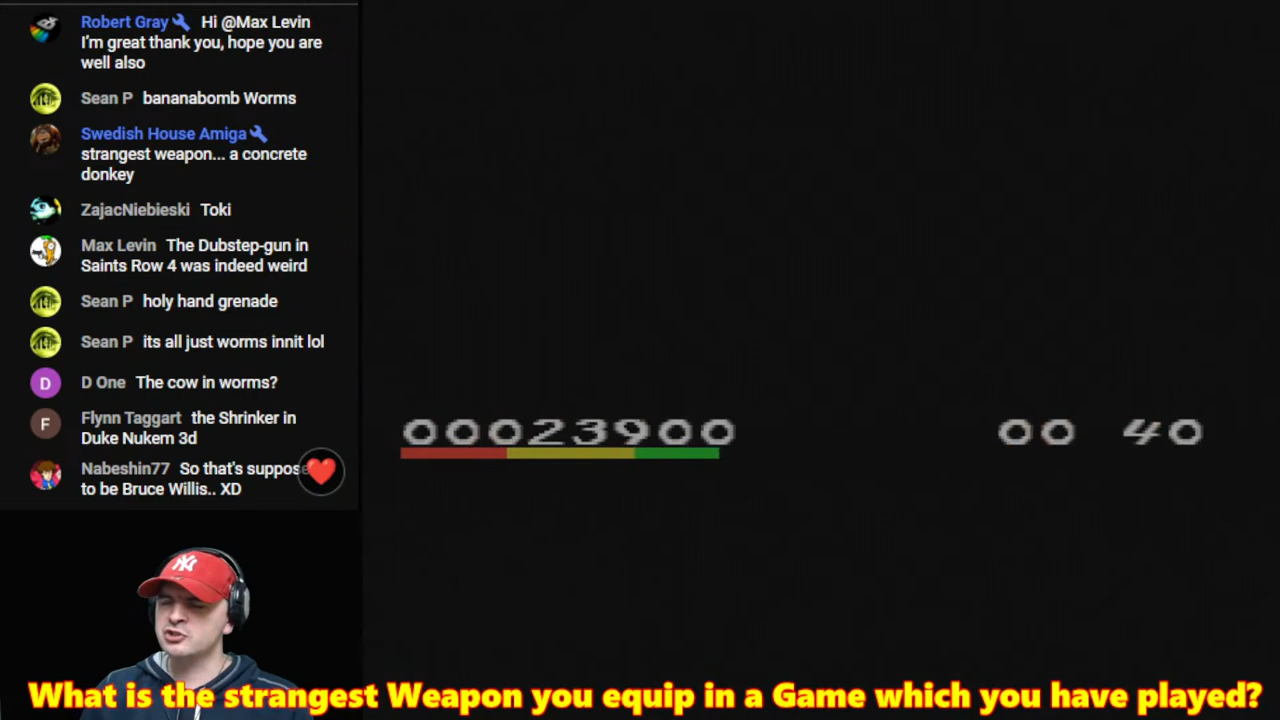 Robert Gray Hi @Max Levin
I'm great thank you, hope you are
well also
Sean P bananabomb Worms
Swedish House Amiga
strangest weapon... a concrete
donkey
ZajacNiebieski Toki
Max Levin The Dubstep-gun in
Saints Row 4 was indeed weird
Sean P holy hand grenade
Sean P its all just worms innit lol
D
D One The cow in worms?
F
Flynn Taggart the Shrinker in
Duke Nukem 3d
Nabeshin77 So that's suppose
to be Bruce Willis.. XD
00023900 00 40
NY
What is the strangest Weapon you equip in a Game which you have played?